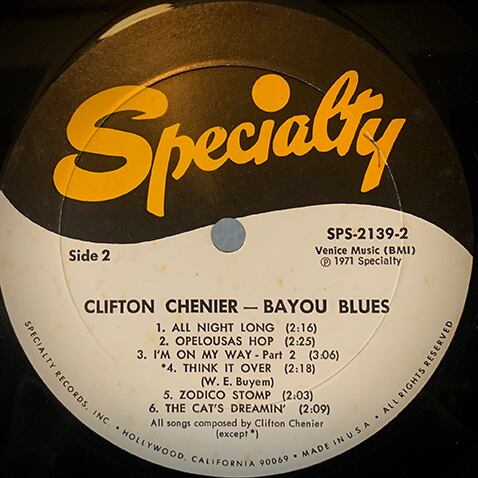 Specialty
SPS-2139-2
Side 2
Venice Music (BMI)
℗ 1971 Specialty
CLIFTON CHENIER — BAYOU BLUES
1. ALL NIGHT LONG (2:16)
2. OPELOUSAS HOP (2:25)
3. I'M ON MY WAY - Part 2 (3:06)
*4. THINK IT OVER (2:18)
(W. E. Buyem)
5. ZODICO STOMP (2:03)
6. THE CAT'S DREAMIN' (2:09)
All songs composed by Clifton Chenier
(except *)
SPECIALTY RECORDS, INC. • HOLLYWOOD, CALIFORNIA 90069 • MADE IN U.S.A. • ALL RIGHTS RESERVED